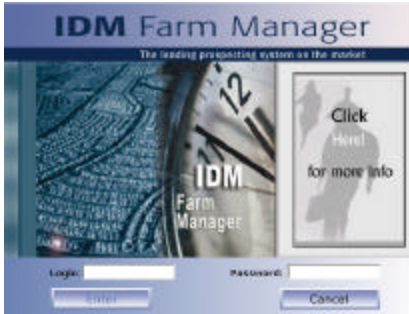 IDM Farm Manager
The leading prospecting system on the market
12
IDM
Farm
Manager
Click
Here!
for more Info
Login:
Password:
Enter
Cancel